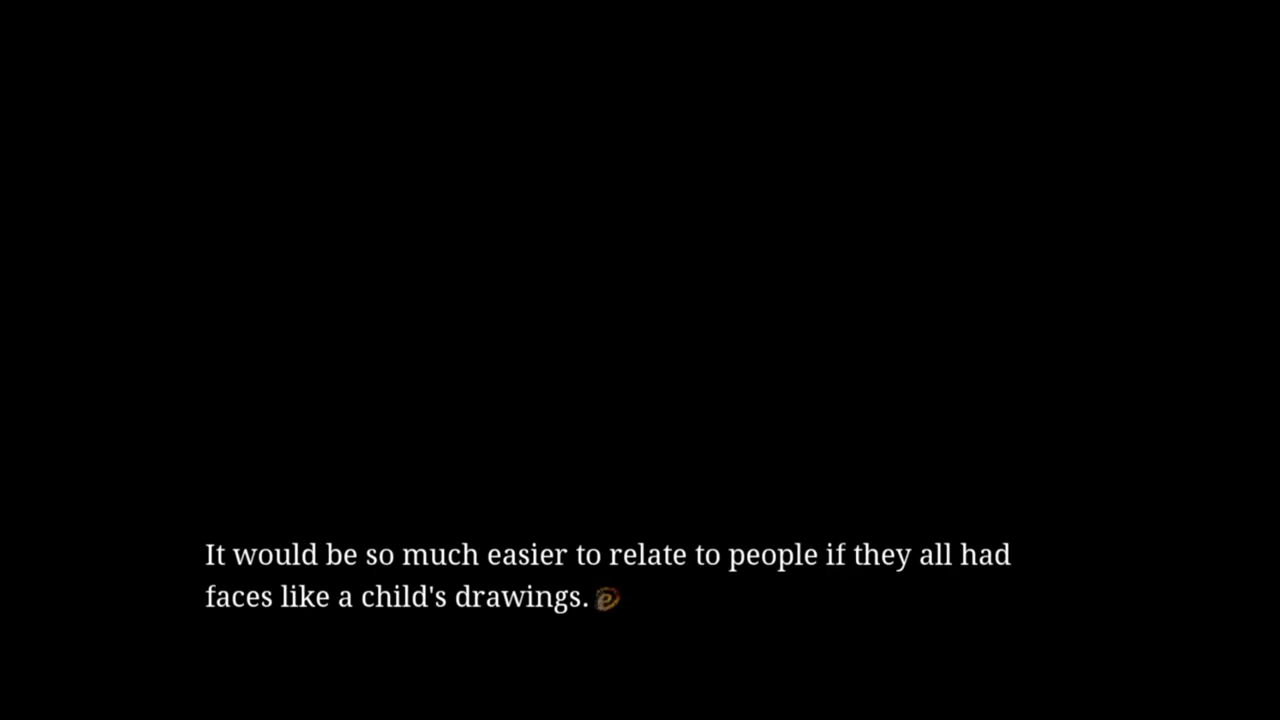 It would be so much easier to relate to people if they all had
faces like a child's drawings.